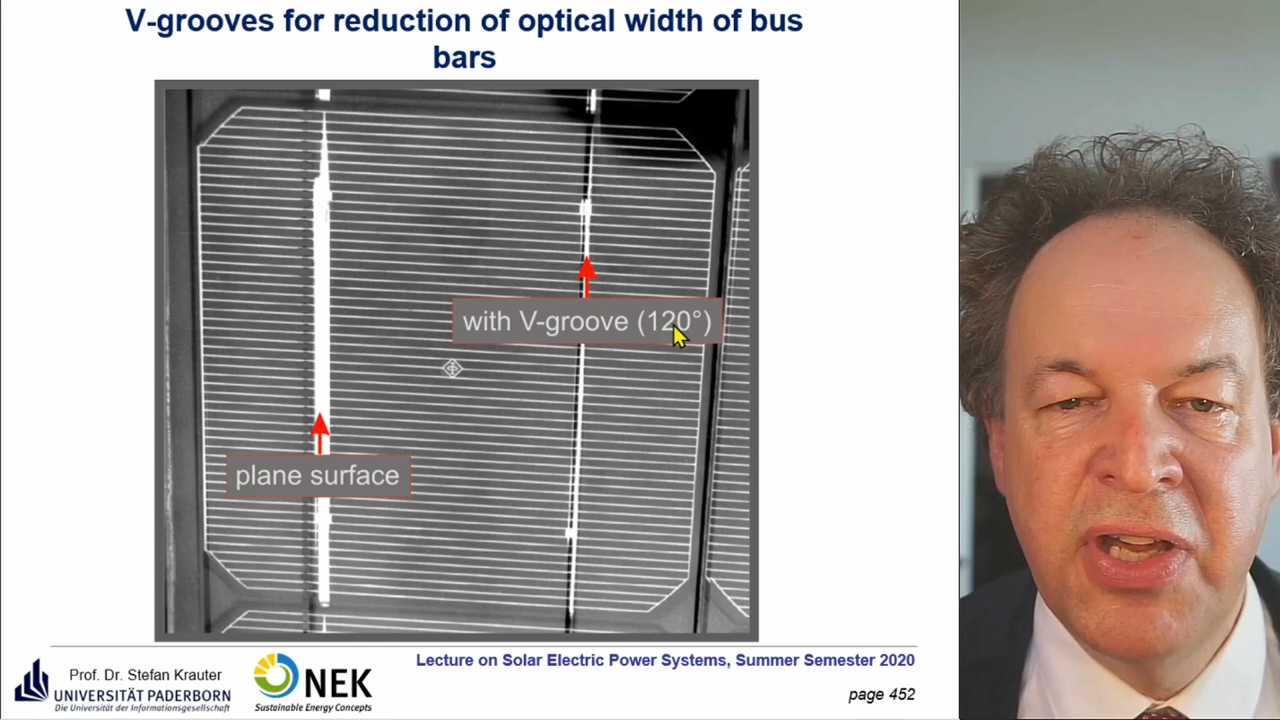 V-grooves for reduction of optical width of bus
bars
with V-groove (120°)
plane surface
Prof. Dr. Stefan Krauter
UNIVERSITÄT PADERBORN
Die Universität der Informationsgesellschaft
NEK
Sustainable Energy Concepts
Lecture on Solar Electric Power Systems, Summer Semester 2020
page 452